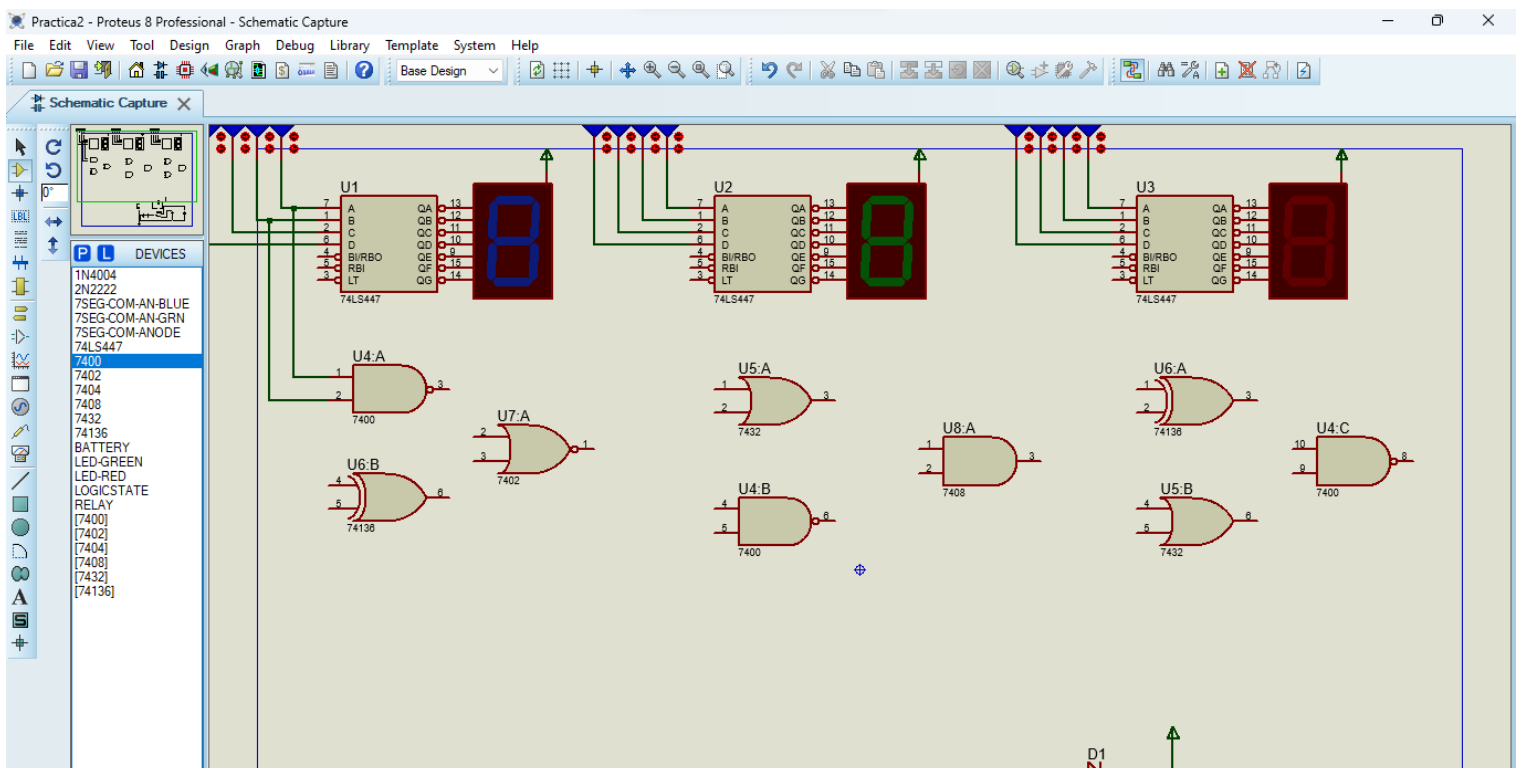 Practica2 - Proteus 8 Professional - Schematic Capture
File Edit View Tool Design Graph Debug Library Template System Help
Base Design
Schematic Capture
0°
LBL
P L DEVICES
1N4004
2N2222
7SEG-COM-AN-BLUE
7SEG-COM-AN-GRN
7SEG-COM-ANODE
74LS447
7400
7402
7404
7408
7432
74136
BATTERY
LED-GREEN
LED-RED
LOGICSTATE
RELAY
[7400]
[7402]
[7404]
[7408]
[7432]
[74136]
A
S
U1
7 A QA 13
1 B QB 12
2 C QC 11
6 D QD 10
4 BI/RBO QE 9
5 RBI QF 15
3 LT QG 14
74LS447
U2
7 A QA 13
1 B QB 12
2 C QC 11
6 D QD 10
4 BI/RBO QE 9
5 RBI QF 15
3 LT QG 14
74LS447
U3
7 A QA 13
1 B QB 12
2 C QC 11
6 D QD 10
4 BI/RBO QE 9
5 RBI QF 15
3 LT QG 14
74LS447
U4:A
1
2
3
7400
U7:A
2
3
1
7402
U6:B
4
5
6
74136
U5:A
1
2
3
7432
U8:A
1
2
3
7408
U4:B
4
5
6
7400
U6:A
1
2
3
74136
U4:C
10
9
8
7400
U5:B
4
5
6
7432
D1